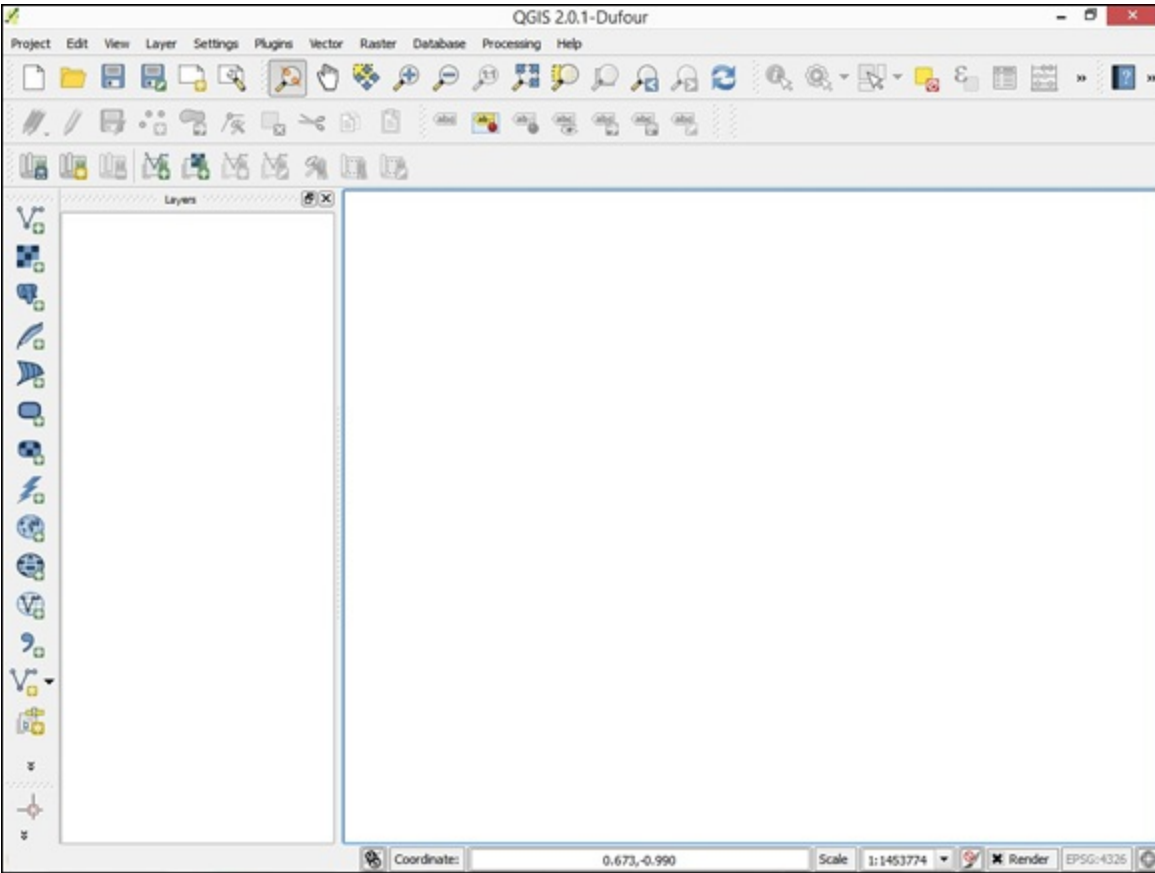 QGIS 2.0.1-Dufour
Project Edit View Layer Settings Plugins Vector Raster Database Processing Help
Layers
Coordinate: 0.673,-0.990 Scale 1:1453774 Render EPSG:4326